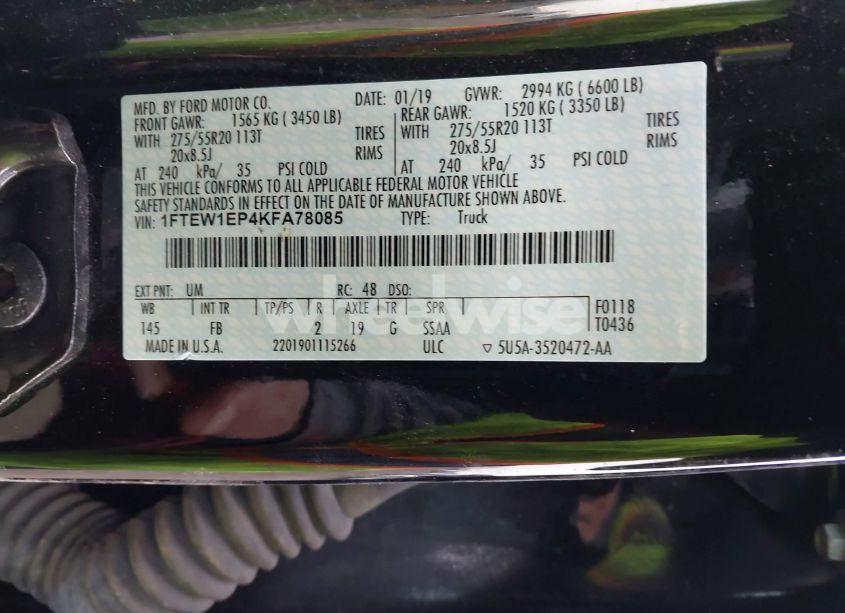 MFD. BY FORD MOTOR CO. DATE: 01/19 GVWR: 2994 KG ( 6600 LB)
FRONT GAWR: 1565 KG ( 3450 LB) REAR GAWR: 1520 KG ( 3350 LB)
WITH 275/55R20 113T TIRES WITH 275/55R20 113T TIRES
20x8.5J RIMS 20x8.5J RIMS
AT 240 kPa/ 35 PSI COLD AT 240 kPa/ 35 PSI COLD
THIS VEHICLE CONFORMS TO ALL APPLICABLE FEDERAL MOTOR VEHICLE
SAFETY STANDARDS IN EFFECT ON THE DATE OF MANUFACTURE SHOWN ABOVE.
VIN: 1FTEW1EP4KFA78085 TYPE: Truck
EXT PNT: UM RC: 48 DSO:
WB INT TR TP/PS R AXLE TR SPR F0118
145 FB 2 19 G SSAA T0436
MADE IN U.S.A. 2201901115266 ULC ▽ 5U5A-3520472-AA
wheelwise